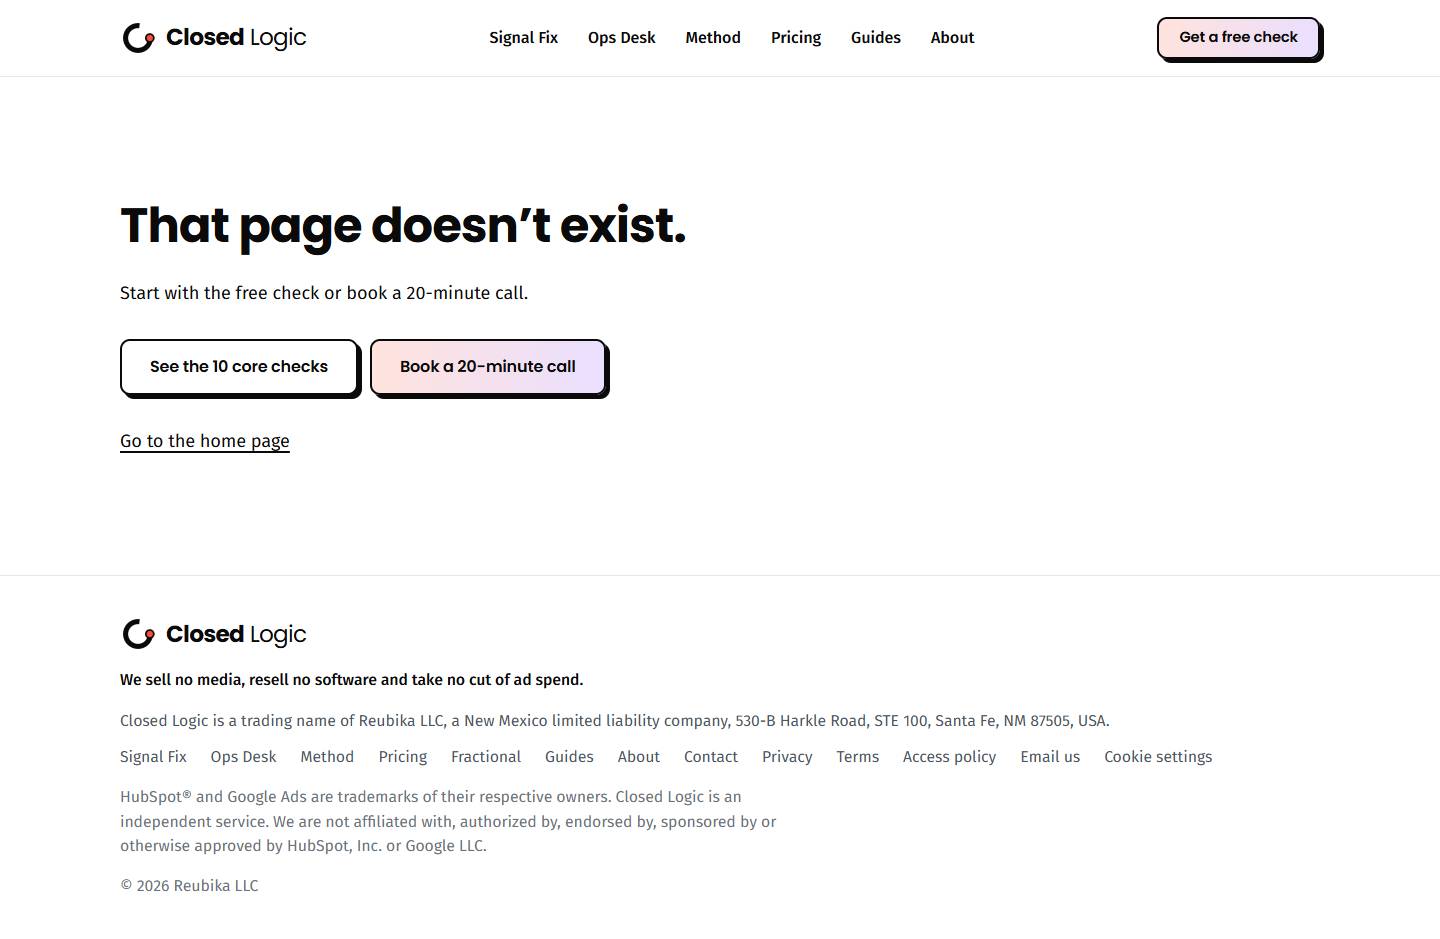 Closed Logic
Signal Fix
Ops Desk
Method
Pricing
Guides
About
Get a free check
That page doesn’t exist.
Start with the free check or book a 20-minute call.
See the 10 core checks
Book a 20-minute call
Go to the home page
Closed Logic
We sell no media, resell no software and take no cut of ad spend.
Closed Logic is a trading name of Reubika LLC, a New Mexico limited liability company, 530-B Harkle Road, STE 100, Santa Fe, NM 87505, USA.
Signal Fix
Ops Desk
Method
Pricing
Fractional
Guides
About
Contact
Privacy
Terms
Access policy
Email us
Cookie settings
HubSpot® and Google Ads are trademarks of their respective owners. Closed Logic is an
independent service. We are not affiliated with, authorized by, endorsed by, sponsored by or
otherwise approved by HubSpot, Inc. or Google LLC.
© 2026 Reubika LLC